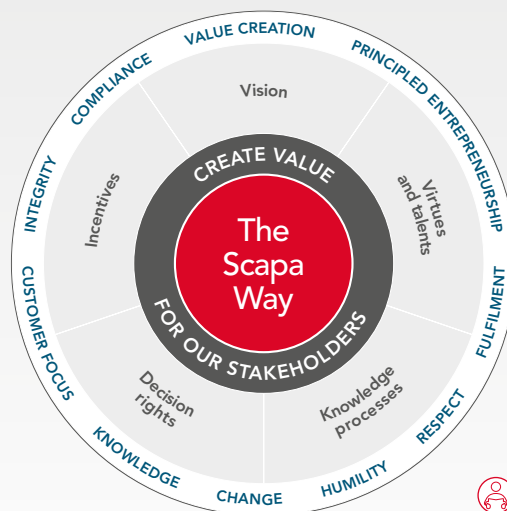 VALUE CREATION
PRINCIPLED ENTREPRENEURSHIP
FULFILMENT
RESPECT
HUMILITY
CHANGE
KNOWLEDGE
CUSTOMER FOCUS
INTEGRITY
COMPLIANCE
Vision
Virtues
and talents
Knowledge
processes
Decision
rights
Incentives
CREATE VALUE
FOR OUR STAKEHOLDERS
The
Scapa
Way